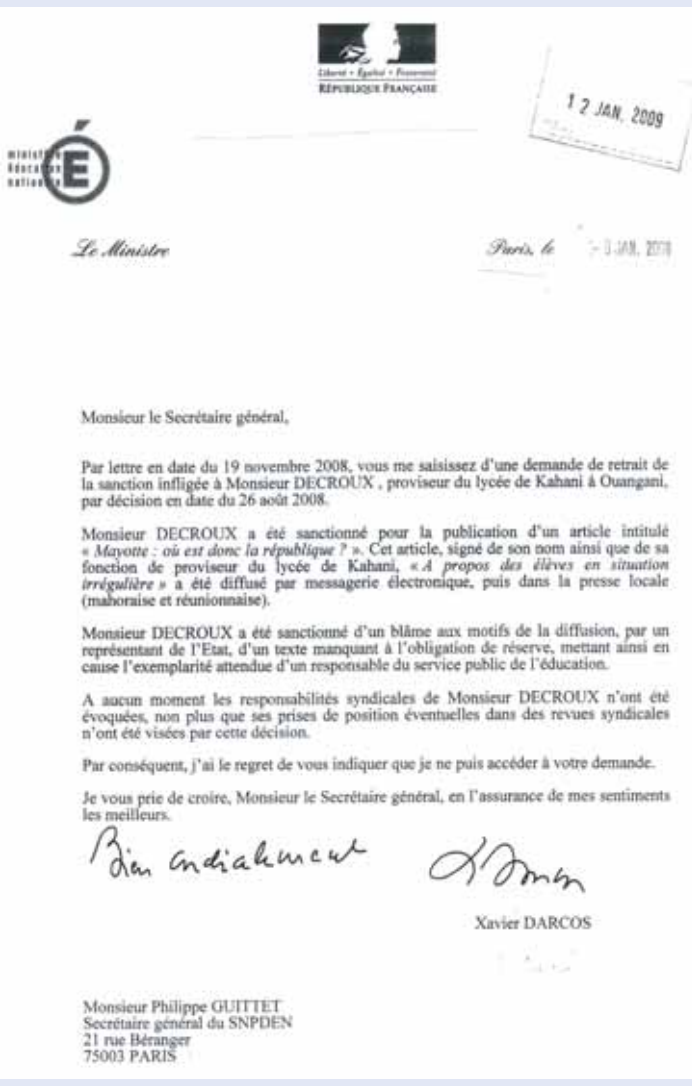 Liberté • Égalité • Fraternité
RÉPUBLIQUE FRANÇAISE
12 JAN. 2009
Le Ministre
Paris, le
JAN.
Monsieur le Secrétaire général,
Par lettre en date du 19 novembre 2008, vous me saisissez d'une demande de retrait de
la sanction infligée à Monsieur DECROUX , proviseur du lycée de Kahani à Ouangani,
par décision en date du 26 août 2008.
Monsieur DECROUX a été sanctionné pour la publication d'un article intitulé
« Mayotte : où est donc la république ? ». Cet article, signé de son nom ainsi que de sa
fonction de proviseur du lycée de Kahani, « A propos des élèves en situation
irrégulière » a été diffusé par messagerie électronique, puis dans la presse locale
(mahoraise et réunionnaise).
Monsieur DECROUX a été sanctionné d'un blâme aux motifs de la diffusion, par un
représentant de l'Etat, d'un texte manquant à l'obligation de réserve, mettant ainsi en
cause l'exemplarité attendue d'un responsable du service public de l'éducation.
A aucun moment les responsabilités syndicales de Monsieur DECROUX n'ont été
évoquées, non plus que ses prises de position éventuelles dans des revues syndicales
n'ont été visées par cette décision.
Par conséquent, j'ai le regret de vous indiquer que je ne puis accéder à votre demande.
Je vous prie de croire, Monsieur le Secrétaire général, en l'assurance de mes sentiments
les meilleurs.
Bien cordialement
Xavier DARCOS
Monsieur Philippe GUITTET
Secrétaire général du SNPDEN
21 rue Béranger
75003 PARIS